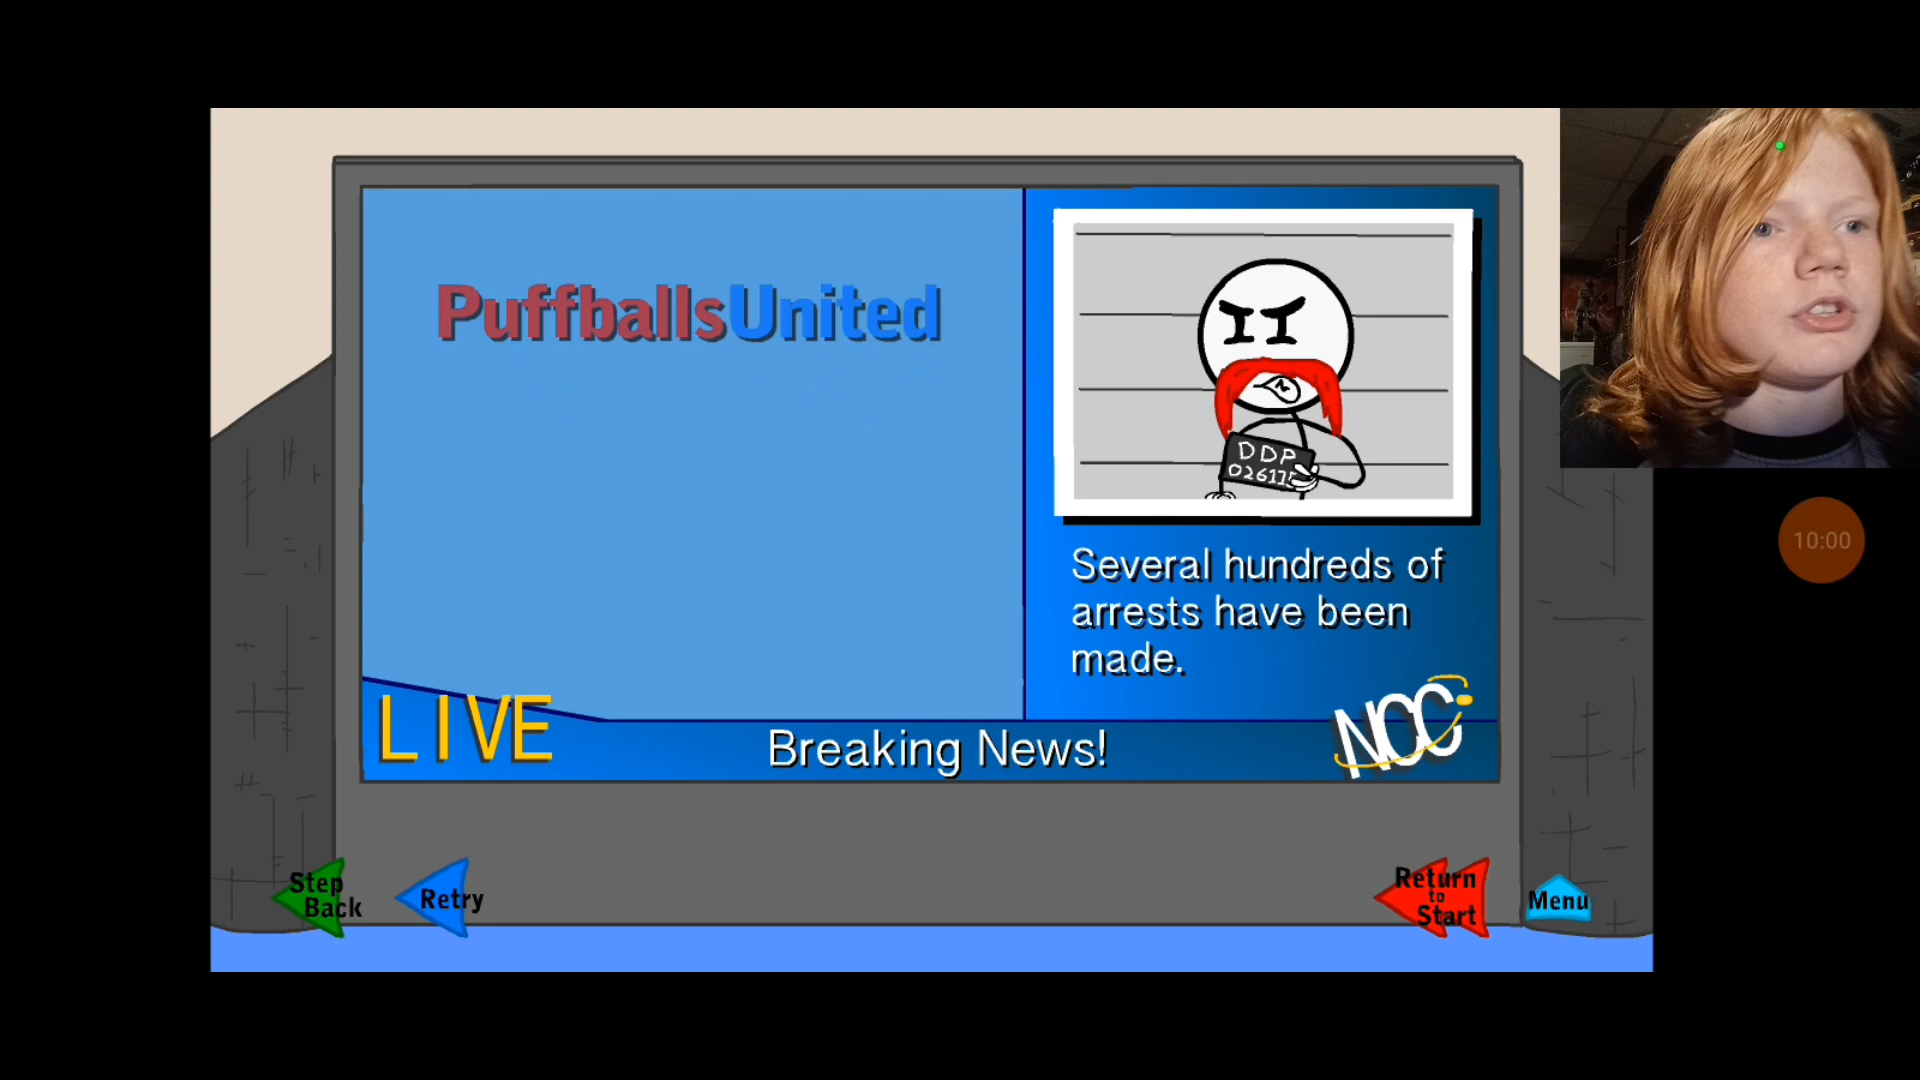 PuffballsUnited
DDP
Several hundreds of
arrests have been
made.
LIVE
Breaking News!
NCC
10:00
Step
Back
Retry
Return
to
Start
Menu